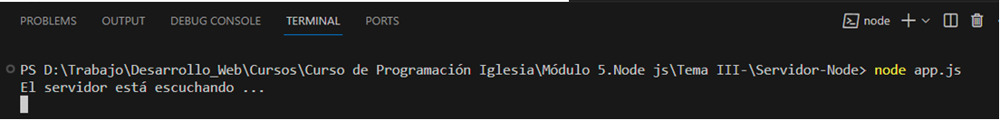 PROBLEMS OUTPUT DEBUG CONSOLE TERMINAL PORTS node
PS D:\Trabajo\Desarrollo_Web\Cursos\Curso de Programación Iglesia\Módulo 5.Node js\Tema III-\Servidor-Node> node app.js
El servidor está escuchando ...